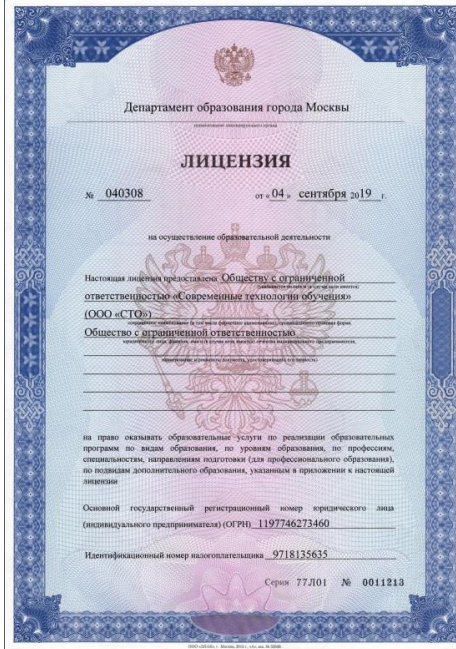 Департамент образования города Москвы
наименование лицензирующего органа
ЛИЦЕНЗИЯ
№ 040308 от «04» сентября 2019 г.
на осуществление образовательной деятельности
Настоящая лицензия предоставлена Обществу с ограниченной
ответственностью «Современные технологии обучения»
(ООО «СТО»)
Общество с ограниченной ответственностью
на право оказывать образовательные услуги по реализации образовательных
программ по видам образования, по уровням образования, по профессиям,
специальностям, направлениям подготовки (для профессионального образования),
по подвидам дополнительного образования, указанным в приложении к настоящей
лицензии
Основной государственный регистрационный номер юридического лица
(индивидуального предпринимателя) (ОГРН) 1197746273460
Идентификационный номер налогоплательщика 9718135635
Серия 77Л01 № 0011213